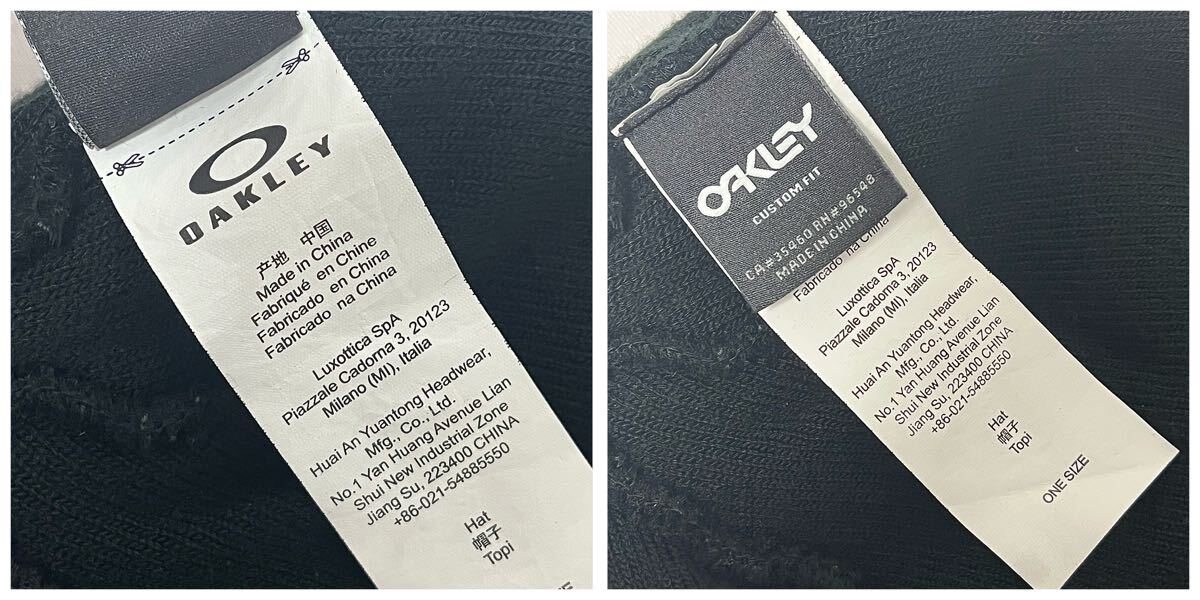 OAKLEY
产地 中国
Made in China
Fabriqué en Chine
Fabricado en China
Fabricado na China
Luxottica SpA
Piazzale Cadorna 3, 20123
Milano (MI), Italia
Huai An Yuantong Headwear,
Mfg., Co., Ltd.
No.1 Yan Huang Avenue Lian
Shui New Industrial Zone
Jiang Su, 223400 CHINA
+86-021-54885550
Hat
帽子
Topi
OAKLEY
CUSTOM FIT
CA#35460 RN#96548
MADE IN CHINA
Fabricado na China
Luxottica SpA
Piazzale Cadorna 3, 20123
Milano (MI), Italia
Huai An Yuantong Headwear,
Mfg., Co., Ltd.
No.1 Yan Huang Avenue Lian
Shui New Industrial Zone
Jiang Su, 223400 CHINA
+86-021-54885550
Hat
帽子
Topi
ONE SIZE